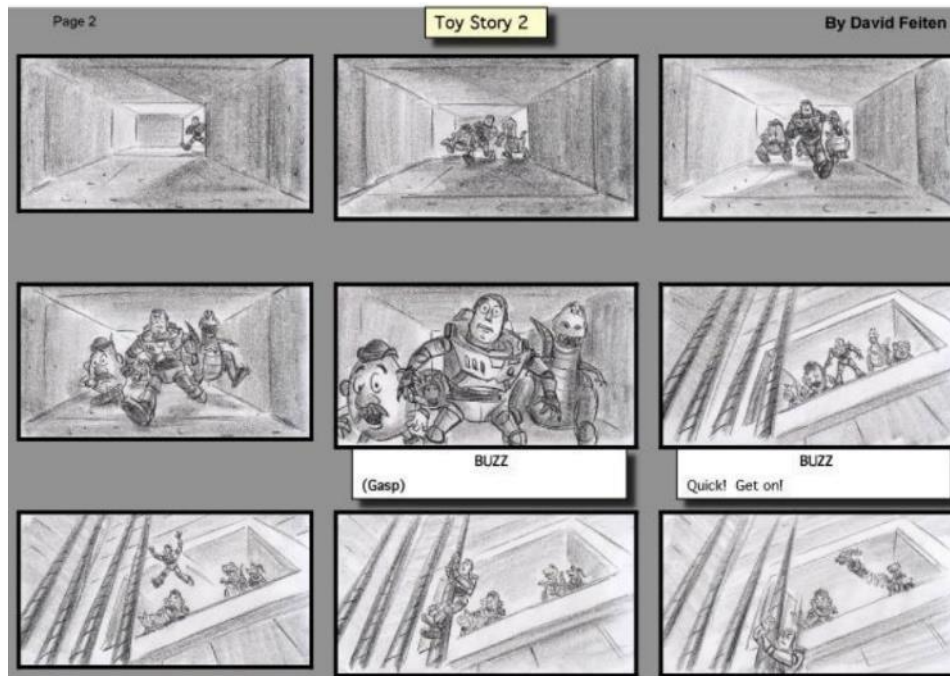 Page 2
Toy Story 2
By David Feiten
BUZZ
(Gasp)
BUZZ
Quick! Get on!